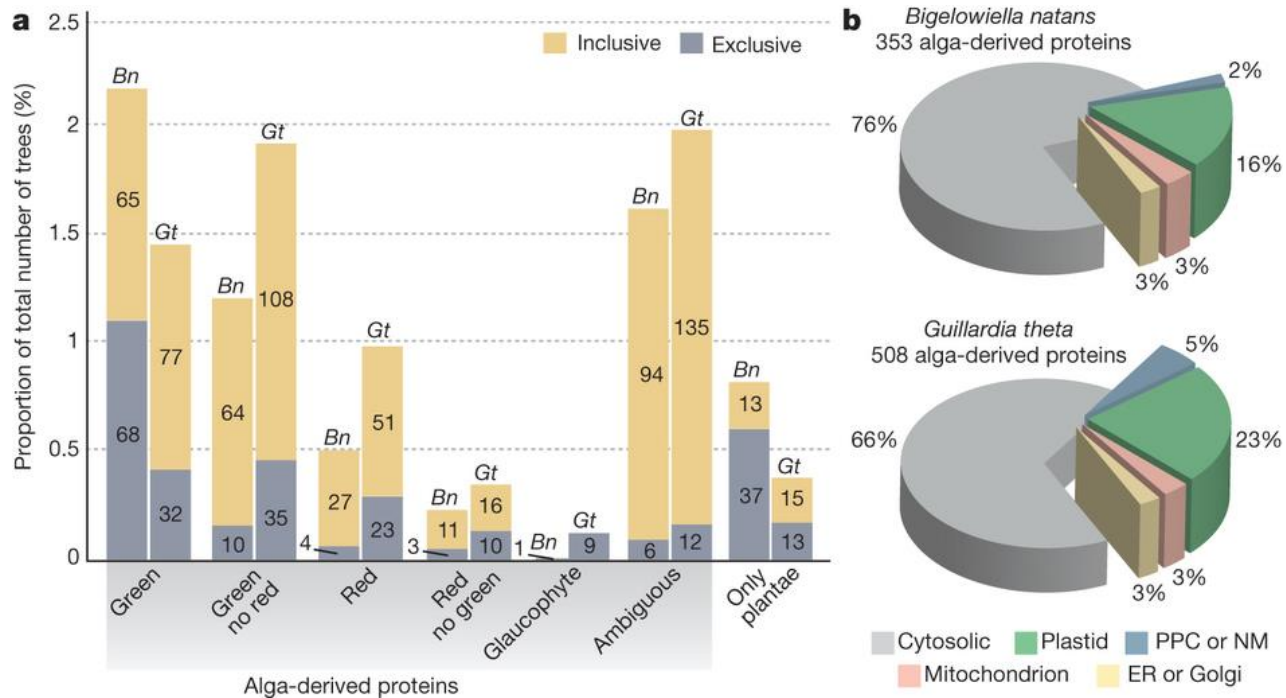 a
Proportion of total number of trees (%)
2.5
2
1.5
1
0.5
0
Inclusive
Exclusive
Bn
65
68
Gt
77
32
Bn
64
10
Gt
108
35
Bn
27
4
Gt
51
23
Bn
11
3
Gt
16
10
1
Bn
Gt
9
Bn
94
6
Gt
135
12
Bn
13
37
Gt
15
13
Green
Green
no red
Red
Red
no green
Glaucophyte
Ambiguous
Only
plantae
Alga-derived proteins
b
Bigelowiella natans
353 alga-derived proteins
2%
76%
16%
3%
3%
Guillardia theta
508 alga-derived proteins
5%
66%
23%
3%
3%
Cytosolic
Plastid
PPC or NM
Mitochondrion
ER or Golgi